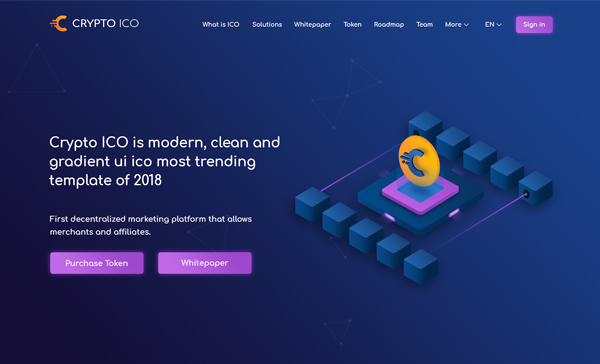 CRYPTO ICO
What is ICO Solutions Whitepaper Token Roadmap Team More EN Sign in
Crypto ICO is modern, clean and
gradient ui ico most trending
template of 2018
First decentralized marketing platform that allows
merchants and affiliates.
Purchase Token Whitepaper